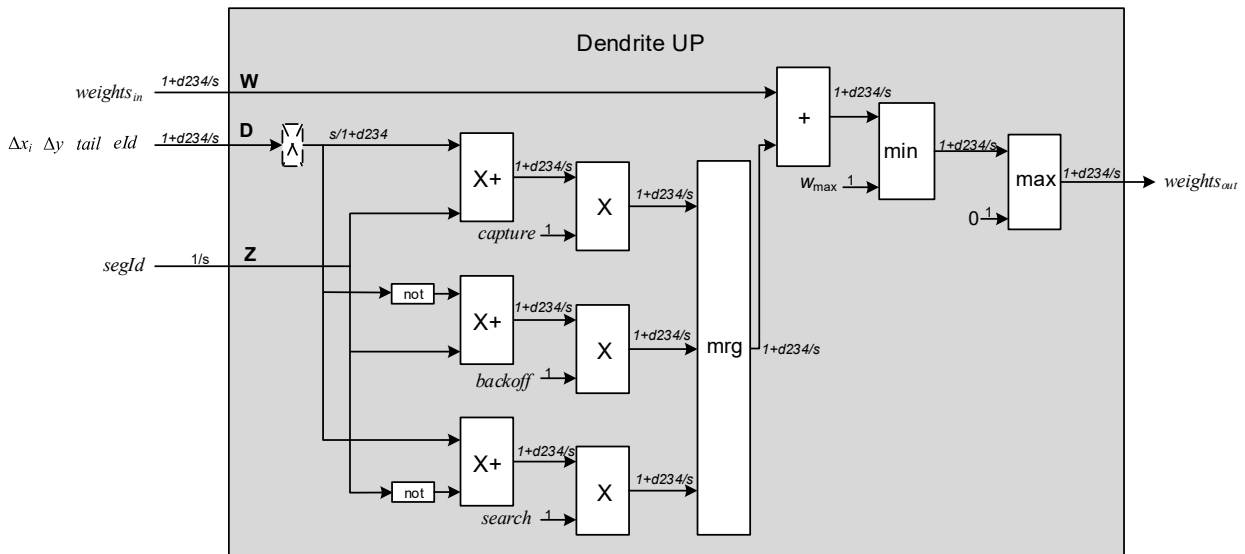 Dendrite UP
weights_in 1+d234/s W
Δx_i Δy tail eId 1+d234/s D
s/1+d234
segId 1/s Z
X+ 1+d234/s
capture 1
X 1+d234/s
not
X+ 1+d234/s
backoff 1
X 1+d234/s
not
X+ 1+d234/s
search 1
X 1+d234/s
mrg 1+d234/s
+ 1+d234/s
w_max 1
min 1+d234/s
0 1
max 1+d234/s weights_out